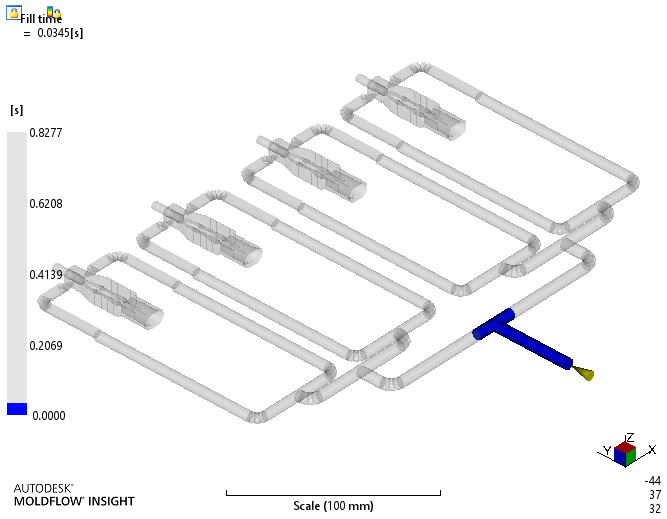 Fill time
= 0.0345[s]
[s]
0.8277
0.6208
0.4139
0.2069
0.0000
Z
Y X
AUTODESK®
MOLDFLOW® INSIGHT
Scale (100 mm)
-44
37
32